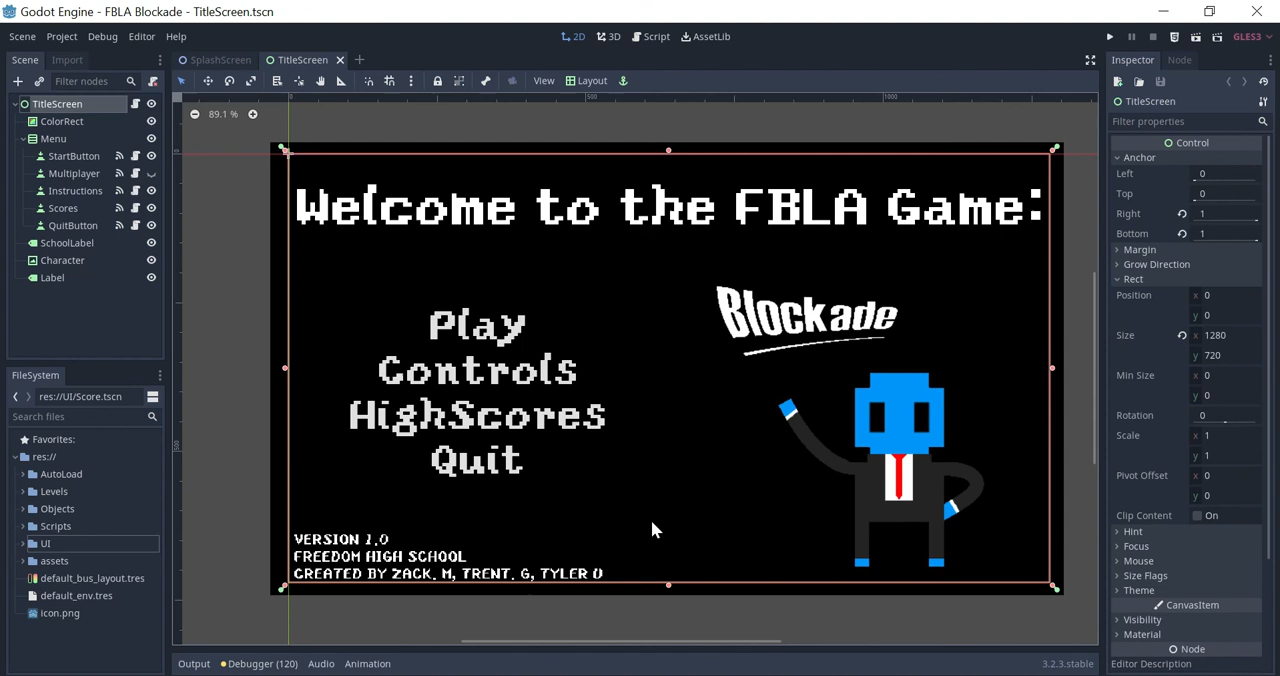 Godot Engine - FBLA Blockade - TitleScreen.tscn
Scene Project Debug Editor Help
2D 3D Script AssetLib
GLES3
Scene Import
Filter nodes
TitleScreen
ColorRect
Menu
StartButton
Multiplayer
Instructions
Scores
QuitButton
SchoolLabel
Character
Label
FileSystem
res://UI/Score.tscn
Search files
Favorites:
res://
AutoLoad
Levels
Objects
Scripts
UI
assets
default_bus_layout.tres
default_env.tres
icon.png
SplashScreen TitleScreen
View Layout
0 500 1000
89.1 %
0
500
Welcome to the FBLA Game:
Blockade
Play
Controls
HighScores
Quit
VERSION 1.0
FREEDOM HIGH SCHOOL
CREATED BY ZACK. M, TRENT. G, TYLER U
Output Debugger (120) Audio Animation
3.2.3.stable
Inspector Node
TitleScreen
Filter properties
Control
Anchor
Left 0
Top 0
Right 1
Bottom 1
Margin
Grow Direction
Rect
Position x 0
y 0
Size x 1280
y 720
Min Size x 0
y 0
Rotation 0
Scale x 1
y 1
Pivot Offset x 0
y 0
Clip Content On
Hint
Focus
Mouse
Size Flags
Theme
CanvasItem
Visibility
Material
Node
Editor Description